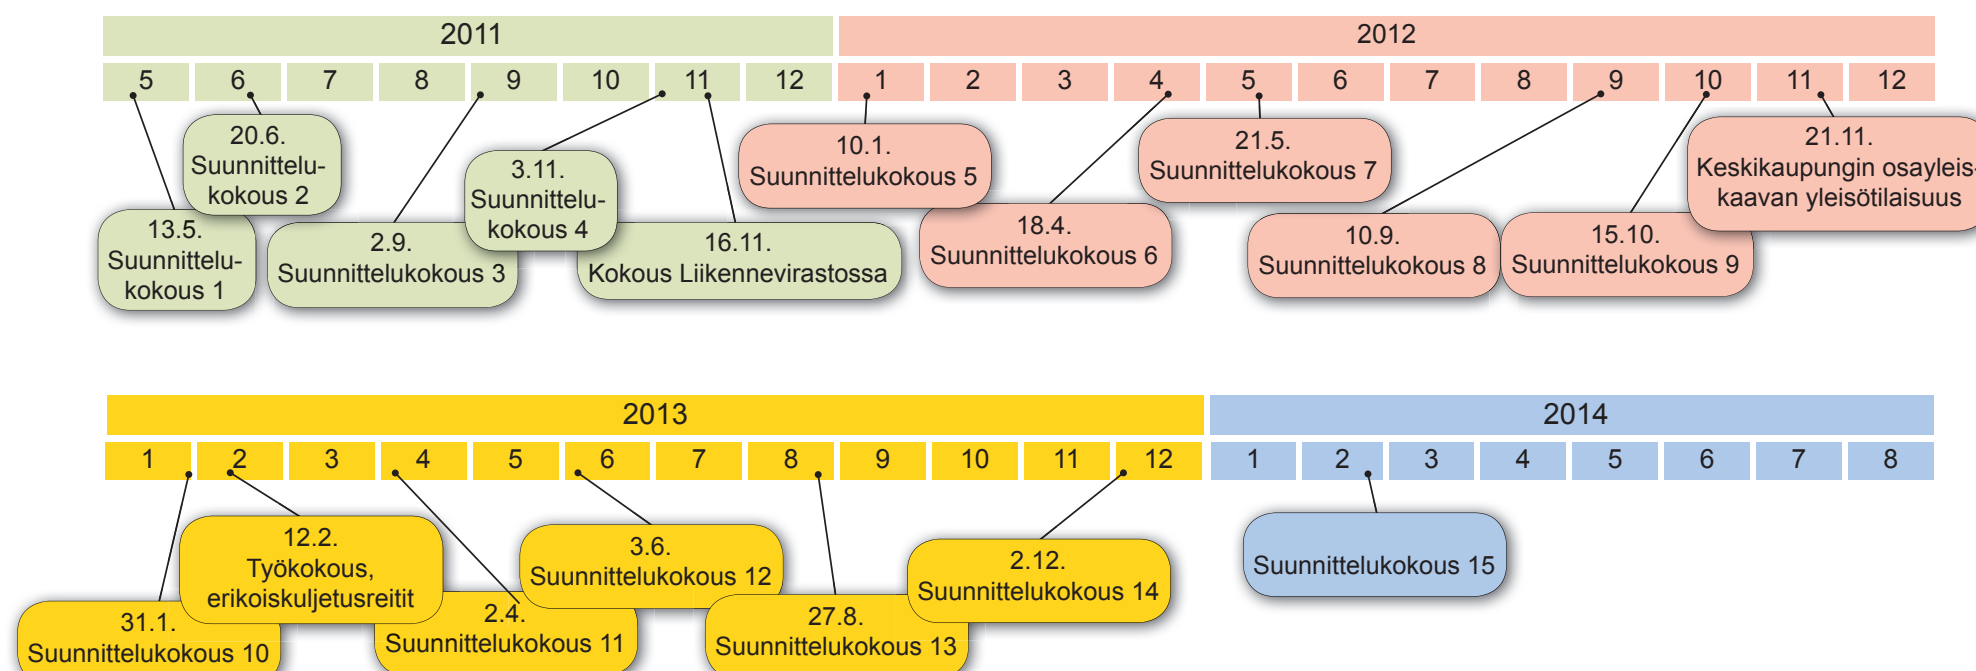 2011
2012
5 6 7 8 9 10 11 12 1 2 3 4 5 6 7 8 9 10 11 12
13.5.
Suunnittelu-
kokous 1
20.6.
Suunnittelu-
kokous 2
2.9.
Suunnittelukokous 3
3.11.
Suunnittelu-
kokous 4
16.11.
Kokous Liikennevirastossa
10.1.
Suunnittelukokous 5
18.4.
Suunnittelukokous 6
21.5.
Suunnittelukokous 7
10.9.
Suunnittelukokous 8
15.10.
Suunnittelukokous 9
21.11.
Keskikaupungin osayleis-
kaavan yleisötilaisuus
2013
2014
1 2 3 4 5 6 7 8 9 10 11 12 1 2 3 4 5 6 7 8
31.1.
Suunnittelukokous 10
12.2.
Työkokous,
erikoiskuljetusreitit
2.4.
Suunnittelukokous 11
3.6.
Suunnittelukokous 12
27.8.
Suunnittelukokous 13
2.12.
Suunnittelukokous 14
Suunnittelukokous 15